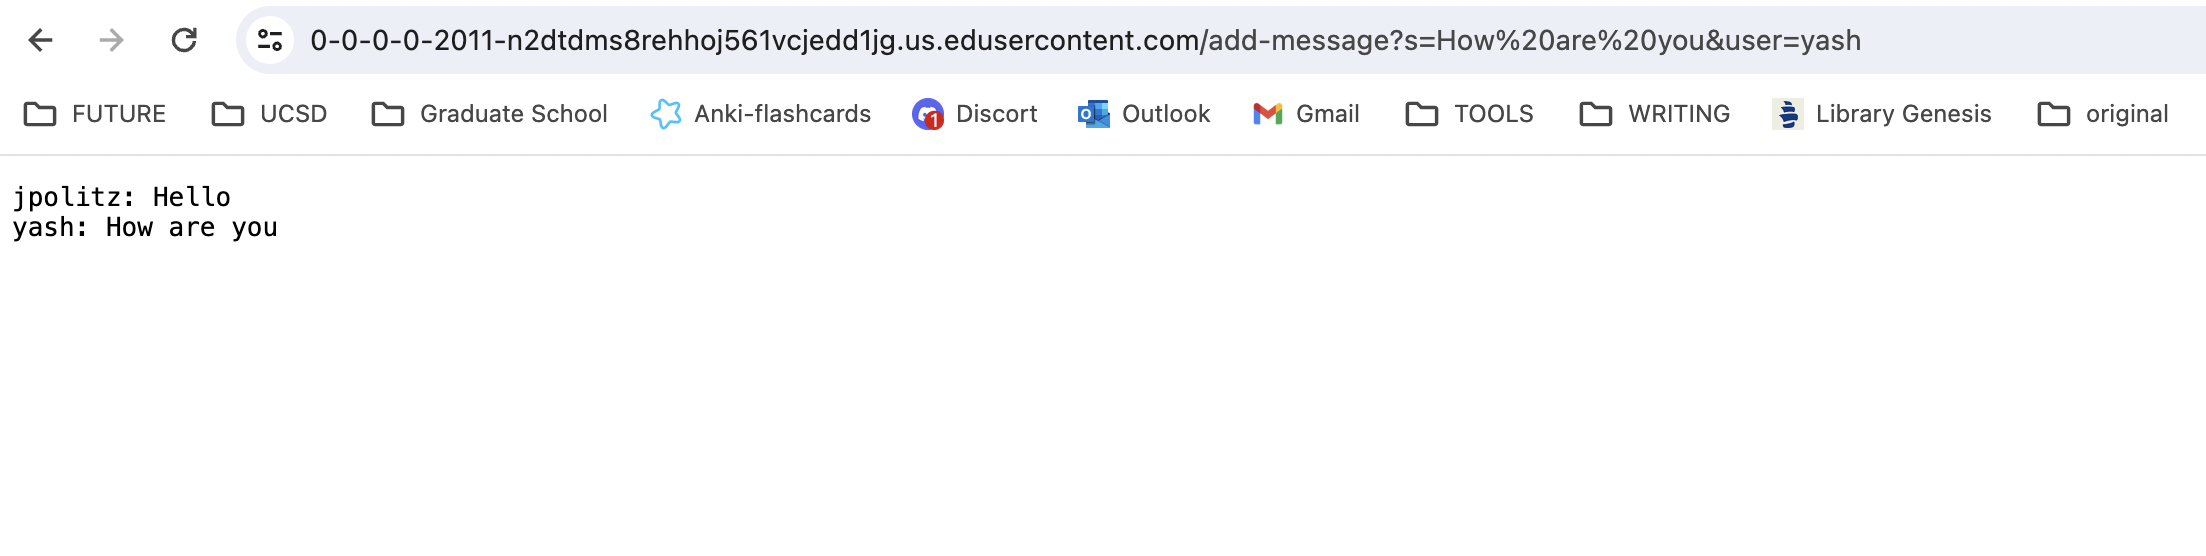 0-0-0-0-2011-n2dtdms8rehhoj561vcjedd1jg.us.edusercontent.com/add-message?s=How%20are%20you&user=yash
FUTURE UCSD Graduate School Anki-flashcards 1 Discort Outlook Gmail TOOLS WRITING Library Genesis original
jpolitz: Hello
yash: How are you